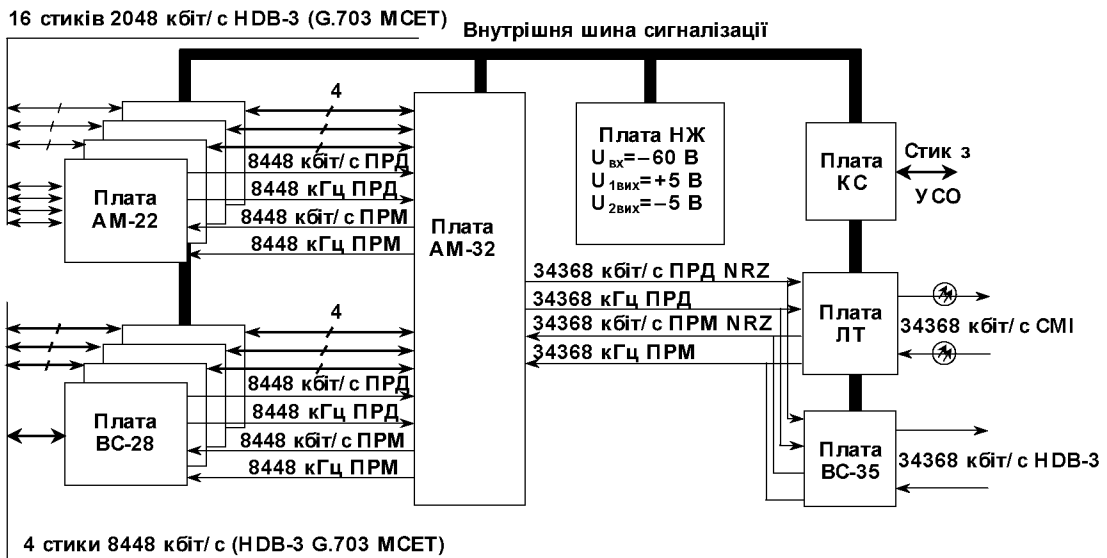 16 стиків 2048 кбіт/ с HDB-3 (G.703 МСЕТ)
Внутрішня шина сигналізації
4
8448 кбіт/ с ПРД
8448 кГц ПРД
8448 кбіт/ с ПРМ
8448 кГц ПРМ
Плата
АМ-22
Плата
АМ-32
Плата НЖ
U вх=–60 В
U 1вих=+5 В
U 2вих=–5 В
Плата
КС
Стик з
УСО
34368 кбіт/ с ПРД NRZ
34368 кГц ПРД
34368 кбіт/ с ПРМ NRZ
34368 кГц ПРМ
Плата
ЛТ
34368 кбіт/ с CMI
4
8448 кбіт/ с ПРД
8448 кГц ПРД
8448 кбіт/ с ПРМ
8448 кГц ПРМ
Плата
ВС-28
Плата
ВС-35
34368 кбіт/ с HDB-3
4 стики 8448 кбіт/ с (HDB-3 G.703 МСЕТ)